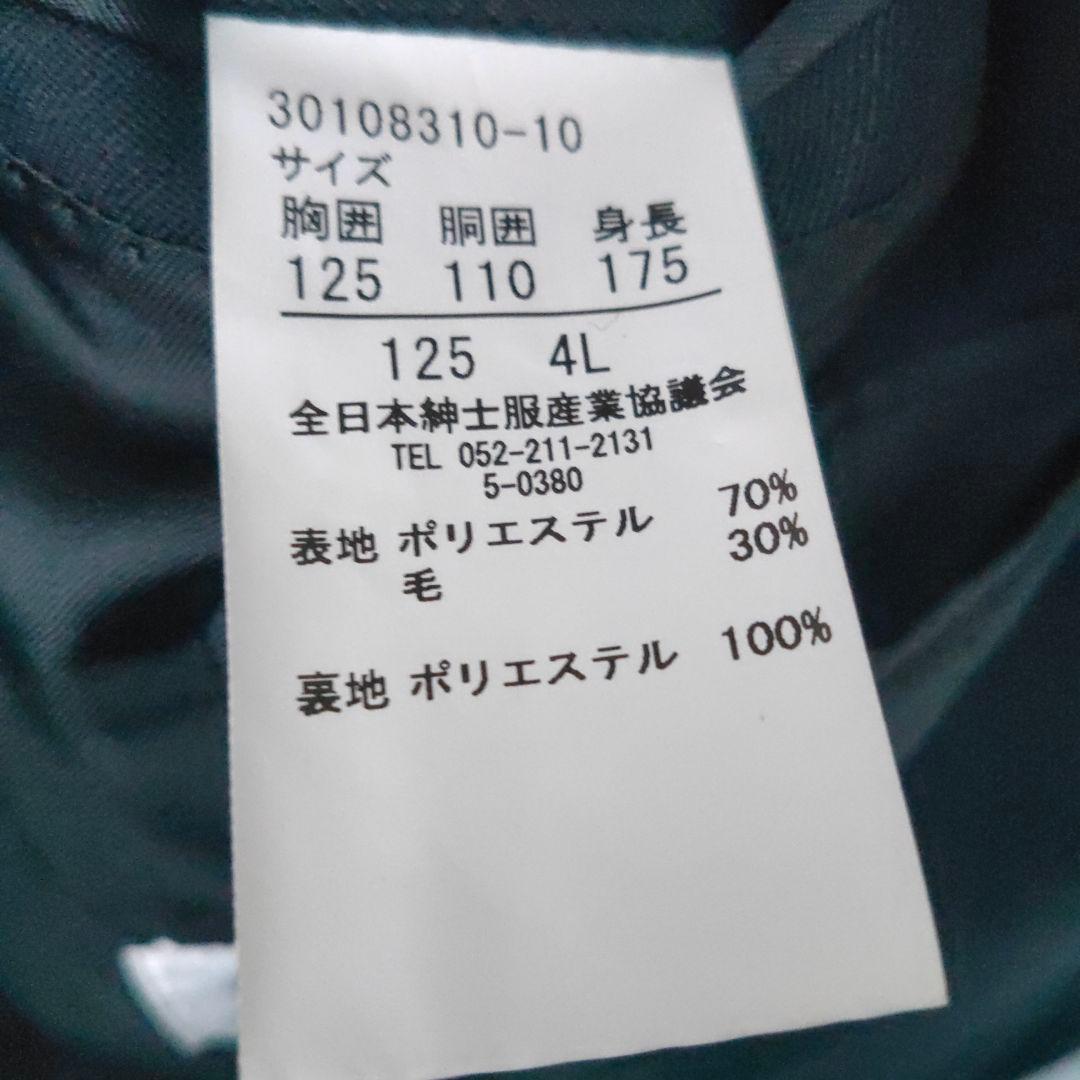 30108310-10
サイズ
胸囲 胴囲 身長
125 110 175
125 4L
全日本紳士服産業協議会
TEL 052-211-2131
5-0380
表地 ポリエステル 70%
毛 30%
裏地 ポリエステル 100%